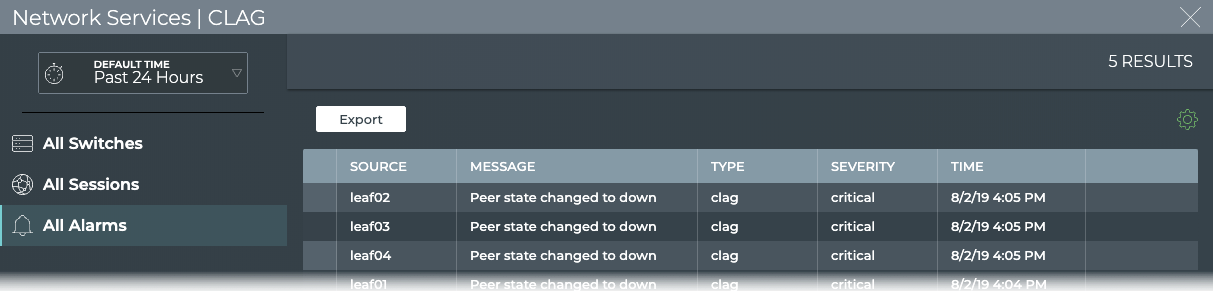 Network Services | CLAG
DEFAULT TIME
Past 24 Hours
5 RESULTS
Export
All Switches
All Sessions
All Alarms
SOURCE MESSAGE TYPE SEVERITY TIME
leaf02 Peer state changed to down clag critical 8/2/19 4:05 PM
leaf03 Peer state changed to down clag critical 8/2/19 4:05 PM
leaf04 Peer state changed to down clag critical 8/2/19 4:05 PM
leaf01 Peer state changed to down clag critical 8/2/19 4:04 PM